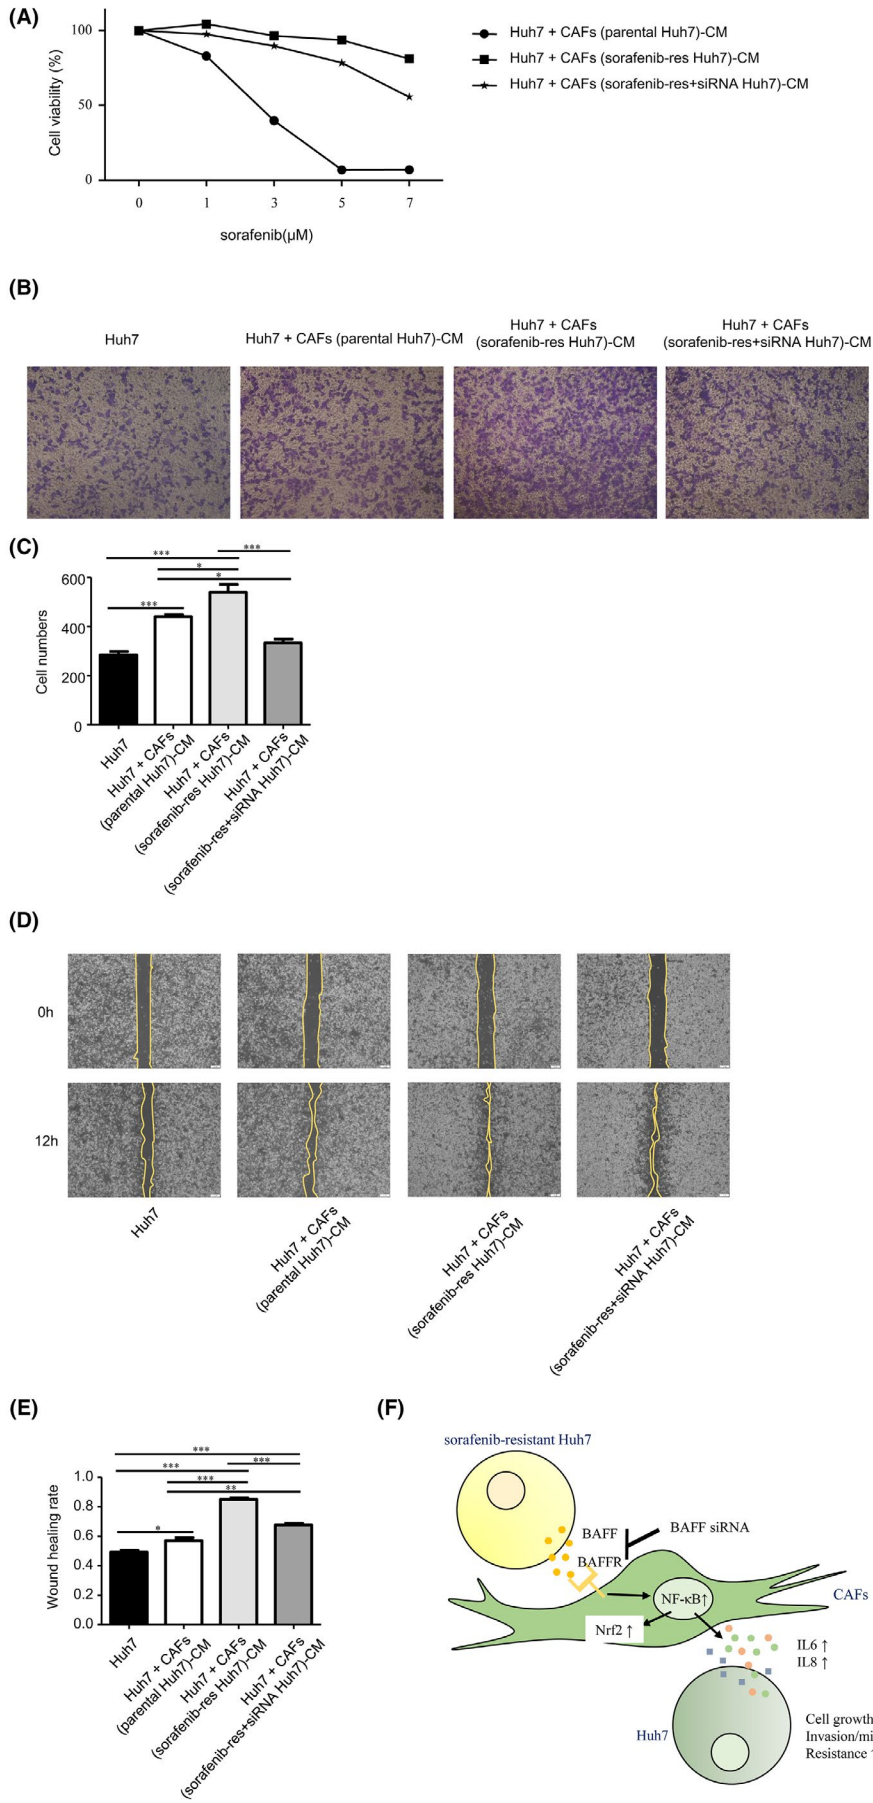 (A)
100
50
0
Cell viability (%)
0 1 3 5 7
sorafenib(µM)
Huh7 + CAFs (parental Huh7)-CM
Huh7 + CAFs (sorafenib-res Huh7)-CM
Huh7 + CAFs (sorafenib-res+siRNA Huh7)-CM
(B)
Huh7
Huh7 + CAFs (parental Huh7)-CM
Huh7 + CAFs
(sorafenib-res Huh7)-CM
Huh7 + CAFs
(sorafenib-res+siRNA Huh7)-CM
(C)
***
***
*
*
***
600
400
200
0
Cell numbers
Huh7
Huh7 + CAFs
(parental Huh7)-CM
Huh7 + CAFs
(sorafenib-res Huh7)-CM
Huh7 + CAFs
(sorafenib-res+siRNA Huh7)-CM
(D)
0h
12h
Huh7
Huh7 + CAFs
(parental Huh7)-CM
Huh7 + CAFs
(sorafenib-res Huh7)-CM
Huh7 + CAFs
(sorafenib-res+siRNA Huh7)-CM
(E)
***
***
***
***
**
*
1.0
0.8
0.6
0.4
0.2
0.0
Wound healing rate
Huh7
Huh7 + CAFs
(parental Huh7)-CM
Huh7 + CAFs
(sorafenib-res Huh7)-CM
Huh7 + CAFs
(sorafenib-res+siRNA Huh7)-CM
(F)
sorafenib-resistant Huh7
BAFF
BAFF siRNA
BAFFR
NF-κB↑
CAFs
Nrf2 ↑
IL6 ↑
IL8 ↑
Huh7
Cell growth
Invasion/mi
Resistance ↑